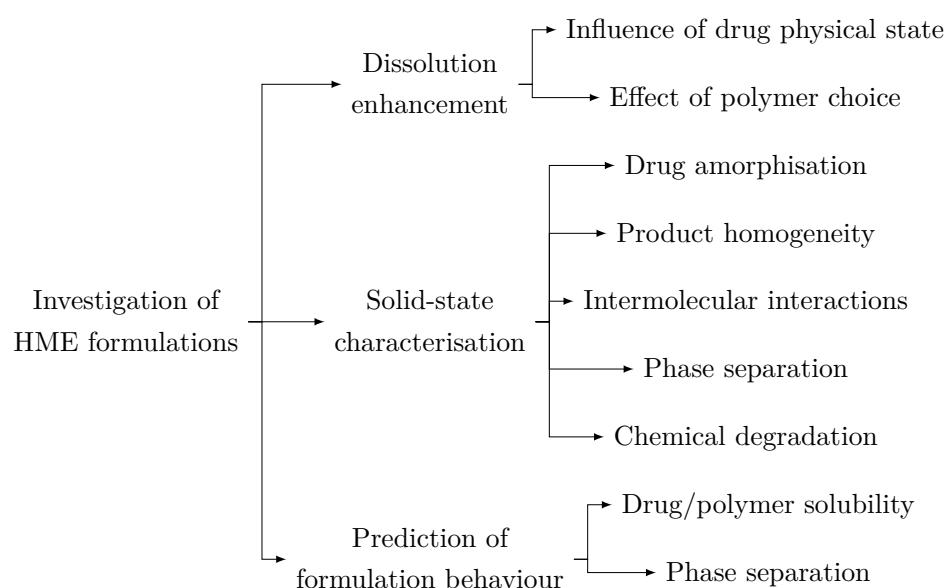 Investigation of
HME formulations
Dissolution
enhancement
Influence of drug physical state
Effect of polymer choice
Solid-state
characterisation
Drug amorphisation
Product homogeneity
Intermolecular interactions
Phase separation
Chemical degradation
Prediction of
formulation behaviour
Drug/polymer solubility
Phase separation